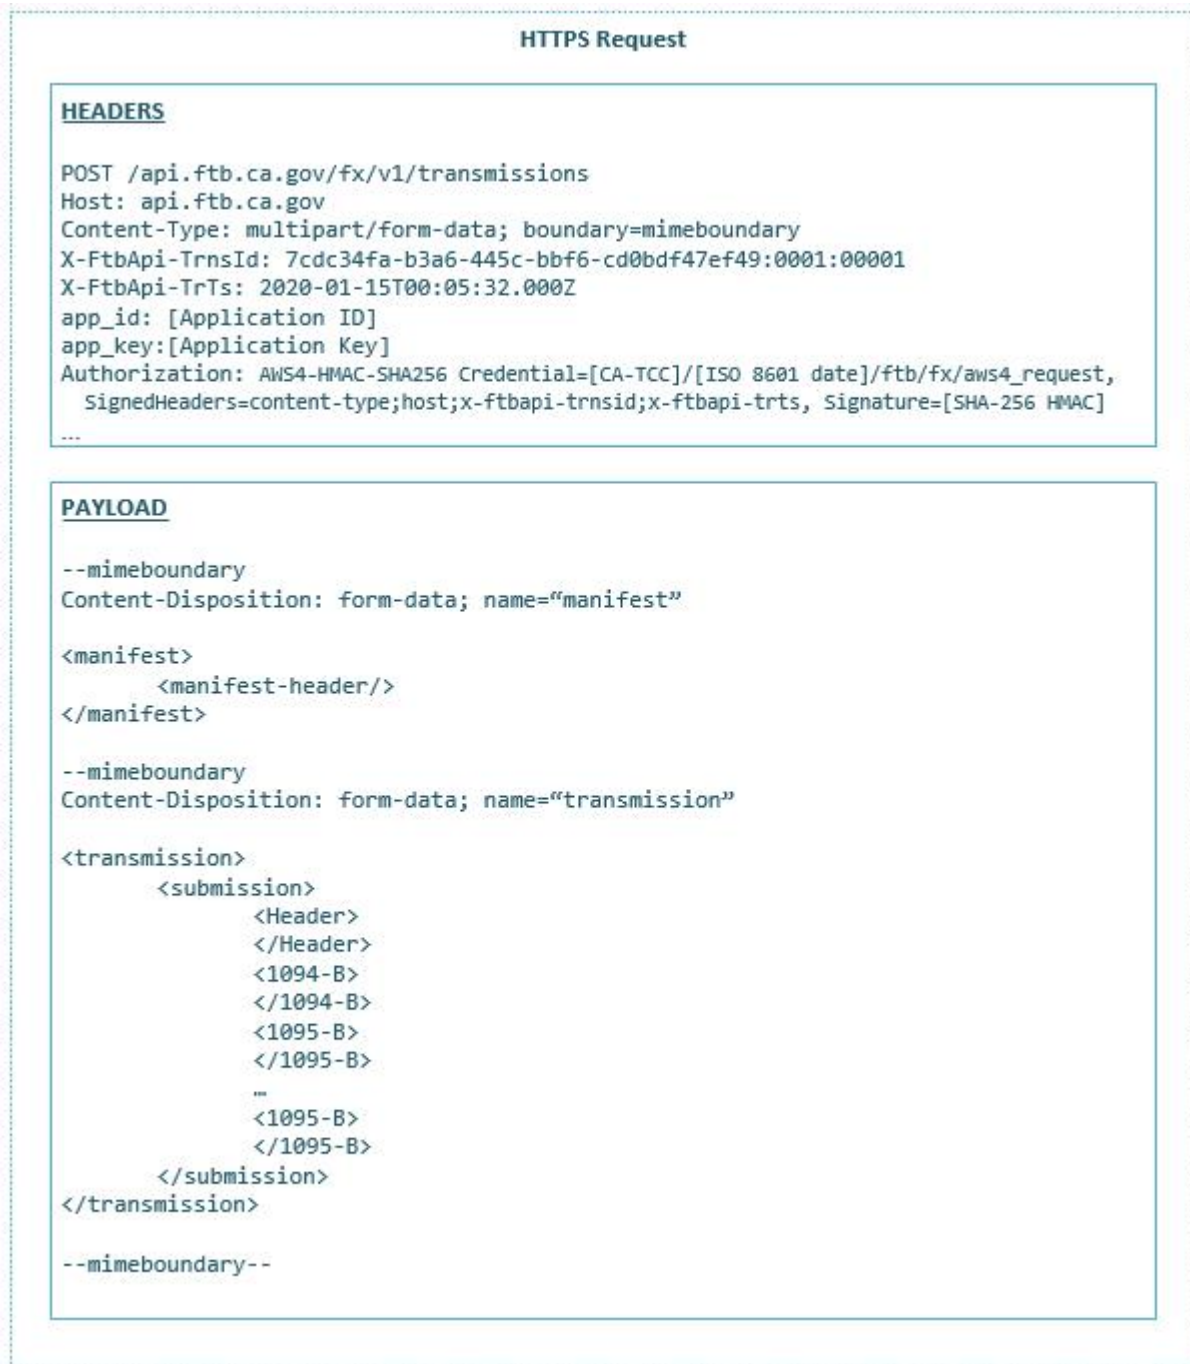 HTTPS Request
HEADERS
POST /api.ftb.ca.gov/fx/v1/transmissions
Host: api.ftb.ca.gov
Content-Type: multipart/form-data; boundary=mimeboundary
X-FtbApi-TrnsId: 7cdc34fa-b3a6-445c-bbf6-cd0bdf47ef49:0001:00001
X-FtbApi-TrTs: 2020-01-15T00:05:32.000Z
app_id: [Application ID]
app_key:[Application Key]
Authorization: AWS4-HMAC-SHA256 Credential=[CA-TCC]/[ISO 8601 date]/ftb/fx/aws4_request,
SignedHeaders=content-type;host;x-ftbapi-trnsid;x-ftbapi-trts, Signature=[SHA-256 HMAC]
...
PAYLOAD
--mimeboundary
Content-Disposition: form-data; name=“manifest”
<manifest>
<manifest-header/>
</manifest>
--mimeboundary
Content-Disposition: form-data; name=“transmission”
<transmission>
<submission>
<Header>
</Header>
<1094-B>
</1094-B>
<1095-B>
</1095-B>
…
<1095-B>
</1095-B>
</submission>
</transmission>
--mimeboundary--